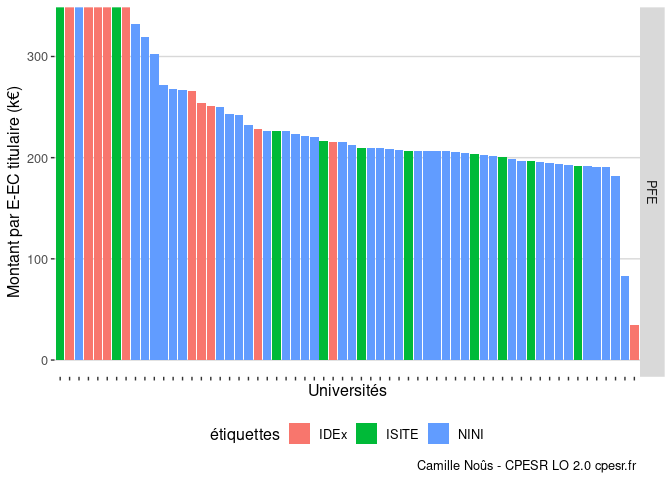 Montant par E-EC titulaire (k€)
300
200
100
0
PFE
Universités
étiquettes IDEx ISITE NINI
Camille Noûs - CPESR LO 2.0 cpesr.fr